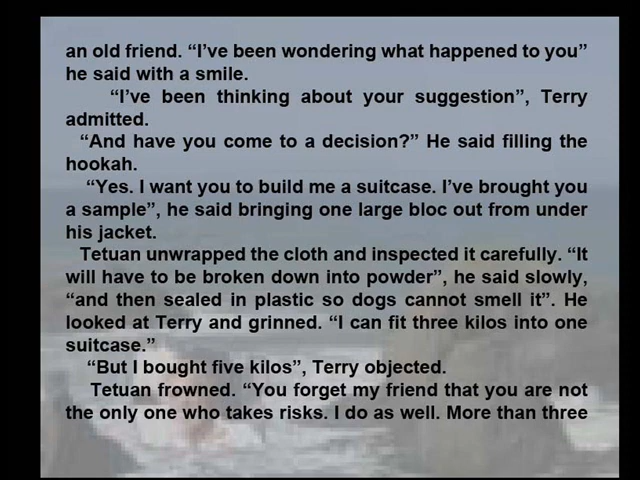 an old friend. “I’ve been wondering what happened to you”
he said with a smile.
“I’ve been thinking about your suggestion”, Terry
admitted.
“And have you come to a decision?” He said filling the
hookah.
“Yes. I want you to build me a suitcase. I’ve brought you
a sample”, he said bringing one large bloc out from under
his jacket.
Tetuan unwrapped the cloth and inspected it carefully. “It
will have to be broken down into powder”, he said slowly,
“and then sealed in plastic so dogs cannot smell it”. He
looked at Terry and grinned. “I can fit three kilos into one
suitcase.”
“But I bought five kilos”, Terry objected.
Tetuan frowned. “You forget my friend that you are not
the only one who takes risks. I do as well. More than three